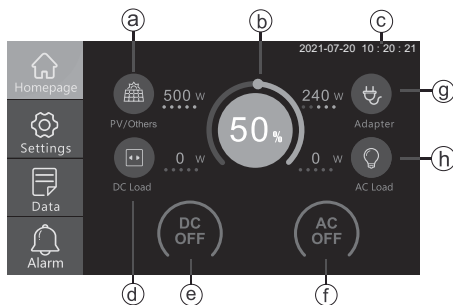 a b c
2021-07-20 10 : 20 : 21
Homepage
500 W
240 W
g
PV/Others
50 %
Adapter
Settings
0 W
0 W
h
DC Load
AC Load
Data
DC
OFF
AC
OFF
Alarm
d e f